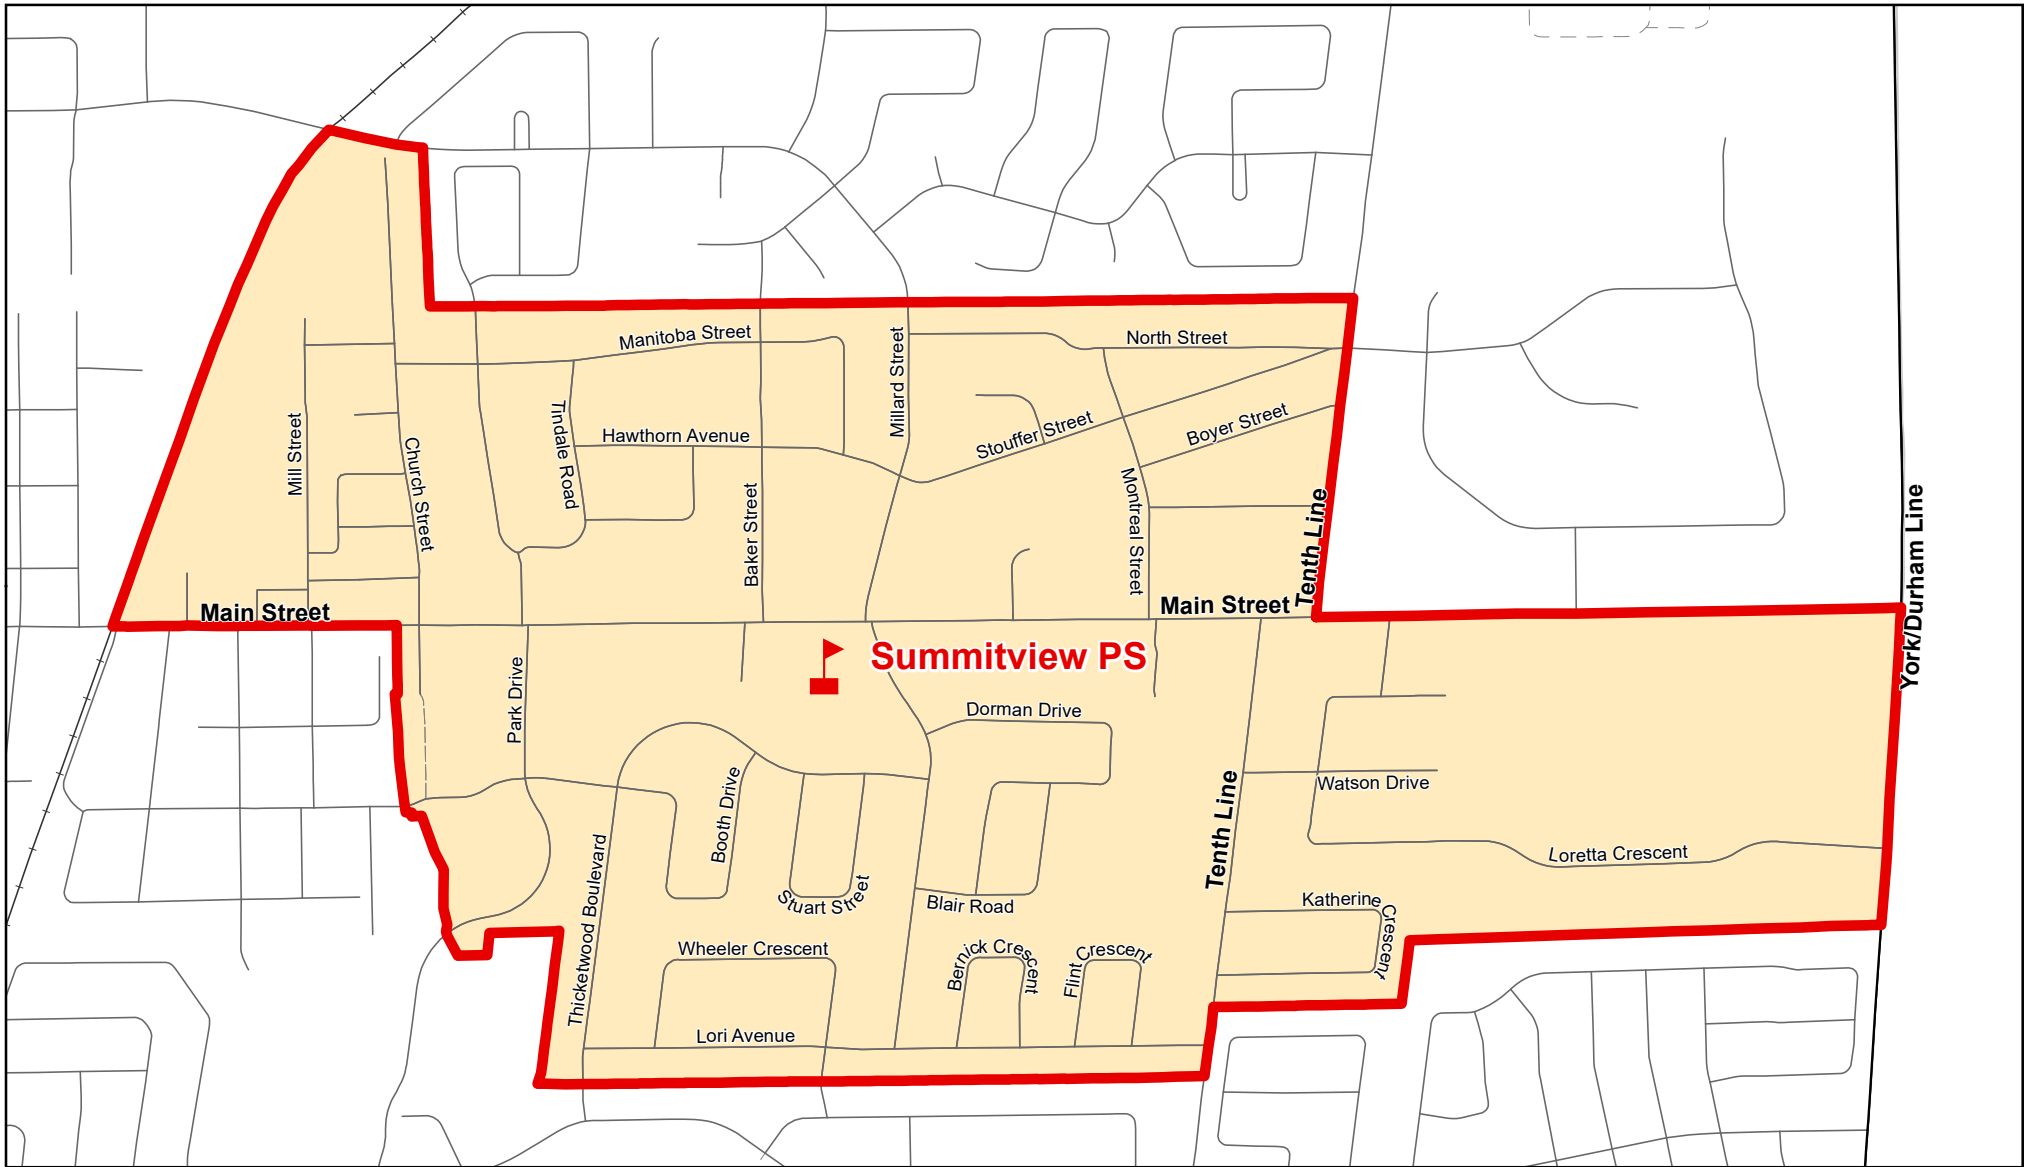 Manitoba Street
North Street
Millard Street
Tindale Road
Hawthorn Avenue
Stouffer Street
Boyer Street
Mill Street
Church Street
Baker Street
Montreal Street
Tenth Line
York/Durham Line
Main Street
Main Street
Summitview PS
Park Drive
Dorman Drive
Booth Drive
Watson Drive
Tenth Line
Thicketwood Boulevard
Stuart Street
Blair Road
Loretta Crescent
Katherine Crescent
Wheeler Crescent
Bernick Crescent
Flint Crescent
Lori Avenue